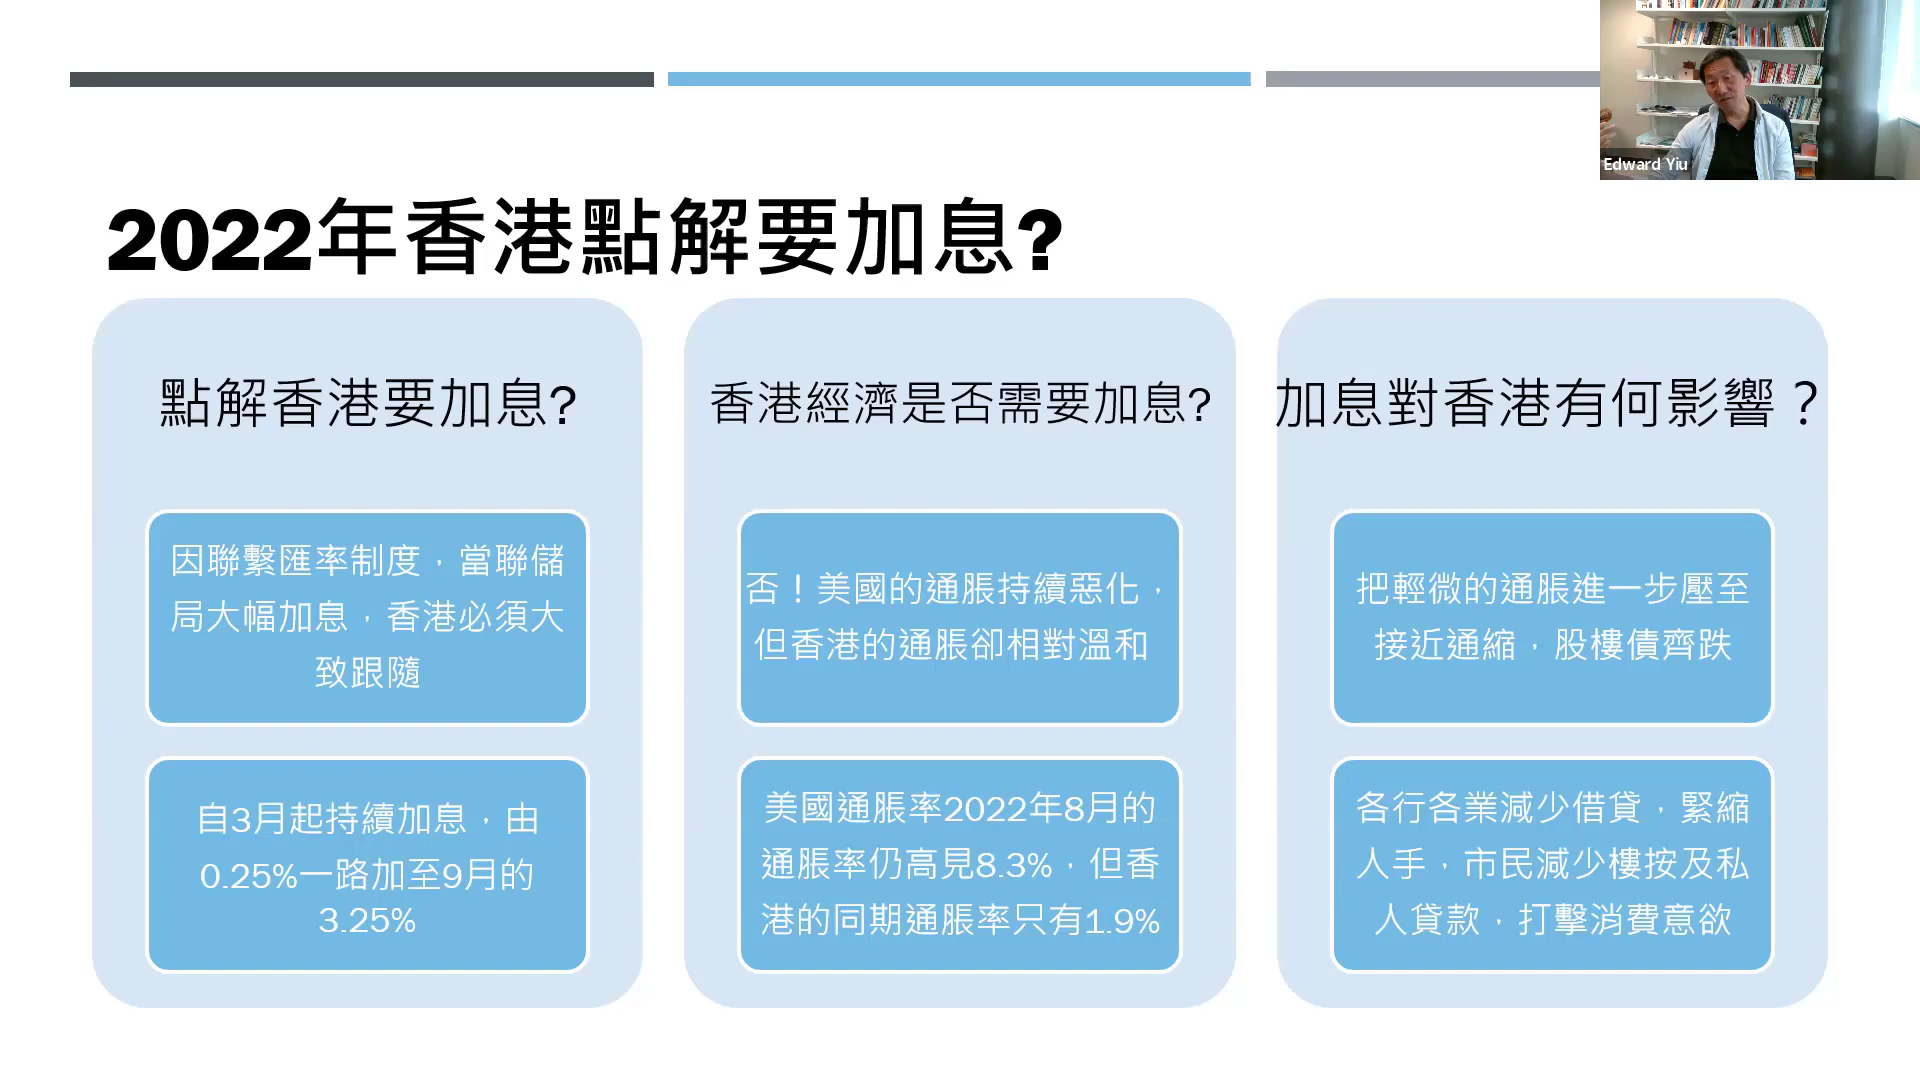 Edward Yiu
2022年香港點解要加息?
點解香港要加息?
因聯繫匯率制度，當聯儲
局大幅加息，香港必須大
致跟隨
自3月起持續加息，由
0.25%一路加至9月的
3.25%
香港經濟是否需要加息?
否！美國的通脹持續惡化，
但香港的通脹卻相對溫和
美國通脹率2022年8月的
通脹率仍高見8.3%，但香
港的同期通脹率只有1.9%
加息對香港有何影響？
把輕微的通脹進一步壓至
接近通縮，股樓債齊跌
各行各業減少借貸，緊縮
人手，市民減少樓按及私
人貸款，打擊消費意欲